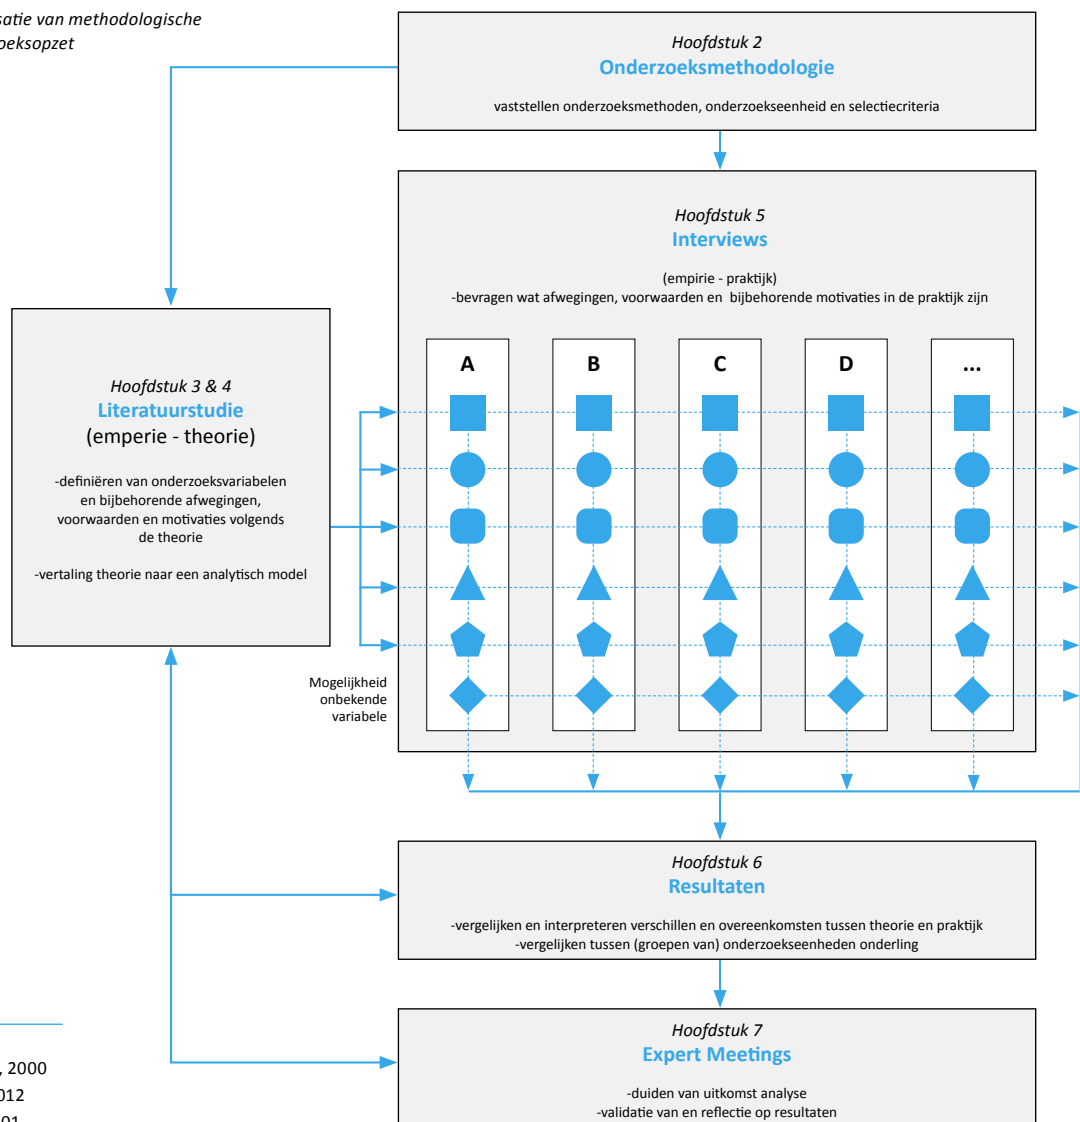 methodologische
Hoofdstuk 2
Onderzoeksmethodologie
vaststellen onderzoeksmethoden, onderzoekseenheid en selectiecriteria
Hoofdstuk 5
Interviews
(empirie - praktijk)
-bevragen wat afwegingen, voorwaarden en bijbehorende motivaties in de praktijk zijn
A B C D ...
Hoofdstuk 3 & 4
Literatuurstudie
(emperie - theorie)
-definiëren van onderzoeksvariabelen
en bijbehorende afwegingen,
voorwaarden en motivaties volgends
de theorie
-vertaling theorie naar een analytisch model
Mogelijkheid
onbekende
variabele
Hoofdstuk 6
Resultaten
-vergelijken en interpreteren verschillen en overeenkomsten tussen theorie en praktijk
-vergelijken tussen (groepen van) onderzoekseenheden onderling
Hoofdstuk 7
Expert Meetings
-duiden van uitkomst analyse
-validatie van en reflectie op resultaten
, 2000